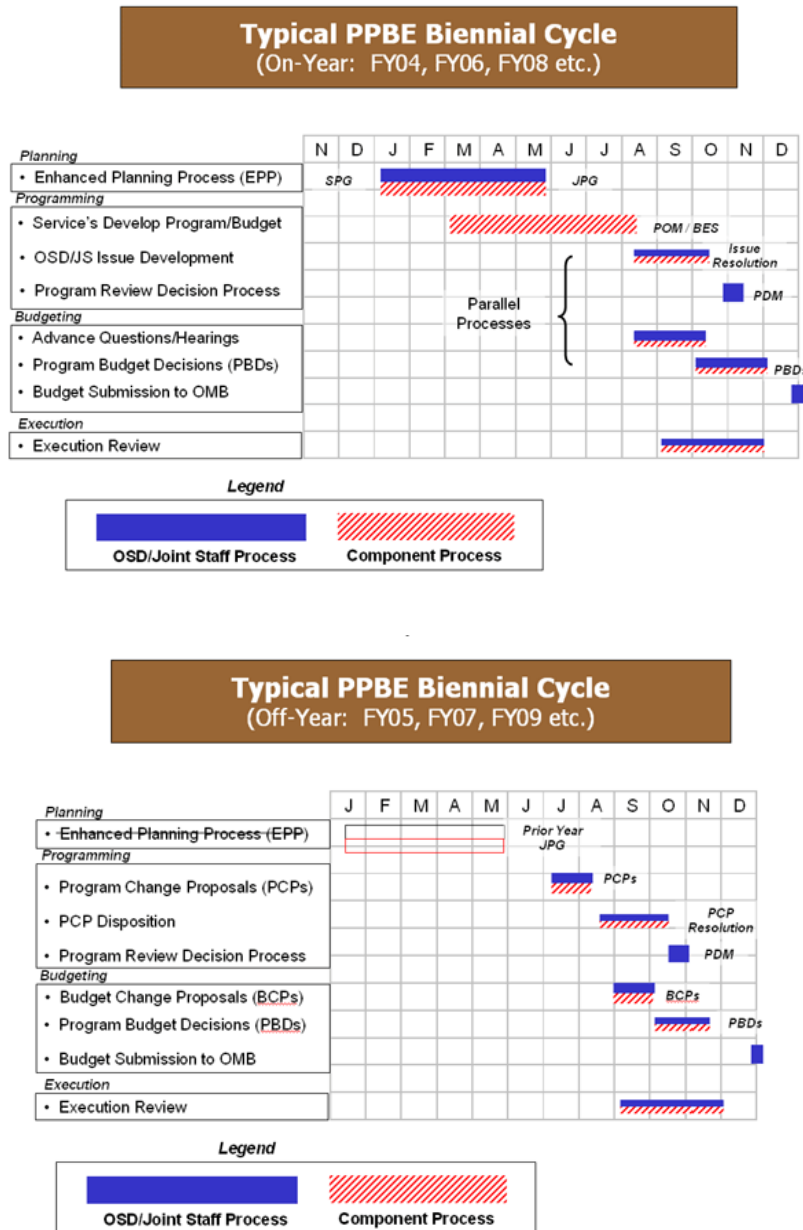 Typical PPBE Biennial Cycle
(On-Year: FY04, FY06, FY08 etc.)
N D J F M A M J J A S O N D
Planning
• Enhanced Planning Process (EPP)
SPG
JPG
Programming
• Service's Develop Program/Budget
POM / BES
• OSD/JS Issue Development
Issue
Resolution
• Program Review Decision Process
PDM
Parallel
Processes
Budgeting
• Advance Questions/Hearings
• Program Budget Decisions (PBDs)
PBDs
• Budget Submission to OMB
Execution
• Execution Review
Legend
OSD/Joint Staff Process
Component Process
Typical PPBE Biennial Cycle
(Off-Year: FY05, FY07, FY09 etc.)
J F M A M J J A S O N D
Planning
• Enhanced Planning Process (EPP)
Prior Year
JPG
Programming
• Program Change Proposals (PCPs)
PCPs
• PCP Disposition
PCP
Resolution
• Program Review Decision Process
PDM
Budgeting
• Budget Change Proposals (BCPs)
BCPs
• Program Budget Decisions (PBDs)
PBDs
• Budget Submission to OMB
Execution
• Execution Review
Legend
OSD/Joint Staff Process
Component Process